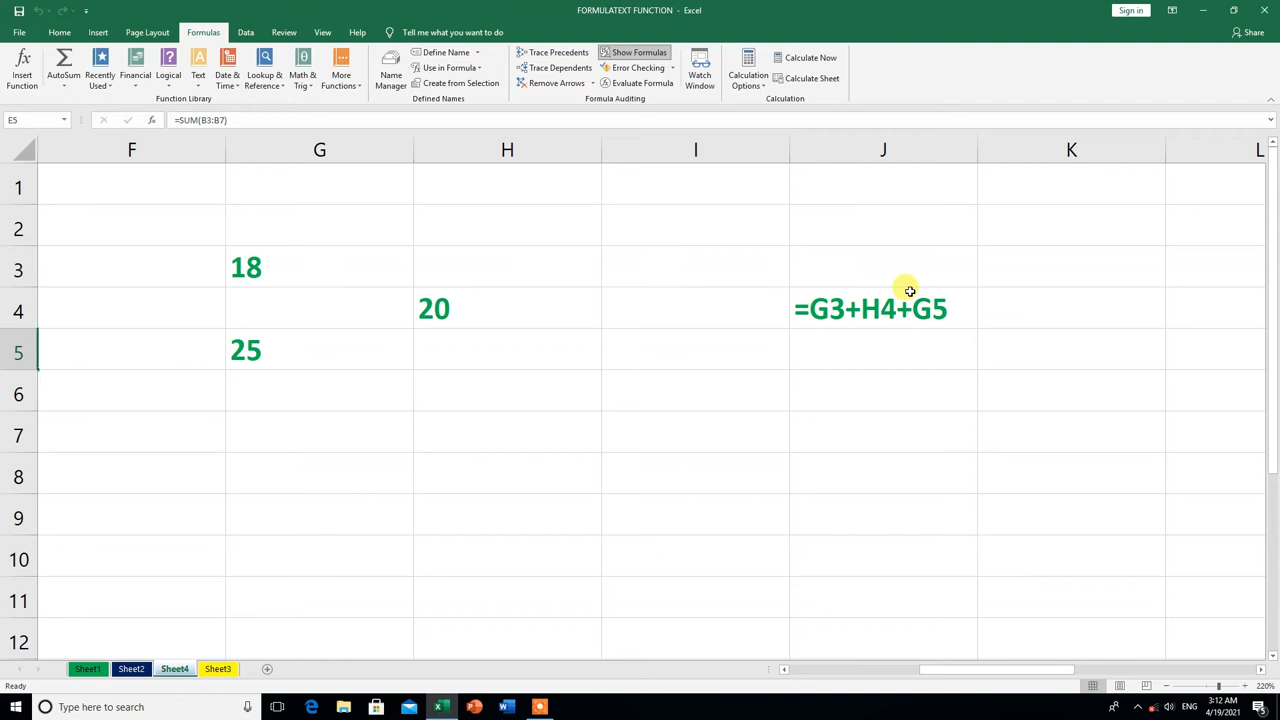 FORMULATEXT FUNCTION - Excel
Sign in
File Home Insert Page Layout Formulas Data Review View Help Tell me what you want to do Share
Insert Function
AutoSum
Recently Used
Financial
Logical
Text
Date & Time
Lookup & Reference
Math & Trig
More Functions
Function Library
Name Manager
Define Name
Use in Formula
Create from Selection
Defined Names
Trace Precedents
Trace Dependents
Remove Arrows
Show Formulas
Error Checking
Evaluate Formula
Formula Auditing
Watch Window
Calculation Options
Calculate Now
Calculate Sheet
Calculation
E5 fx =SUM(B3:B7)
F G H I J K L
1
2
3 18
4 20 =G3+H4+G5
5 25
6
7
8
9
10
11
12
Sheet1 Sheet2 Sheet4 Sheet3
Ready 220%
Type here to search
ENG
3:12 AM
4/19/2021